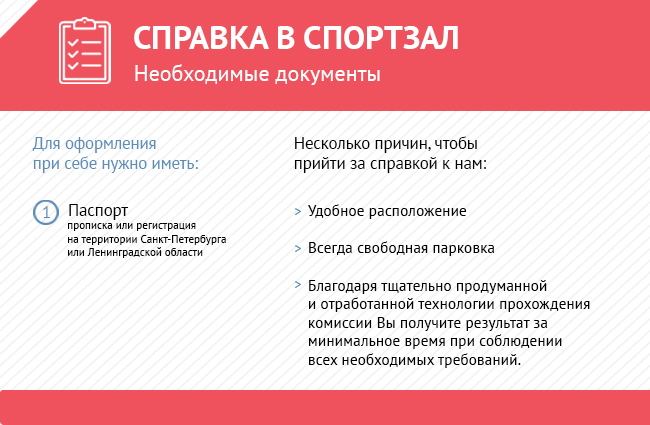 СПРАВКА В СПОРТЗАЛ
Необходимые документы
Для оформления
при себе нужно иметь:
1 Паспорт
прописка или регистрация
на территории Санкт-Петербурга
или Ленинградской области
Несколько причин, чтобы
прийти за справкой к нам:
> Удобное расположение
> Всегда свободная парковка
> Благодаря тщательно продуманной
и отработанной технологии прохождения
комиссии Вы получите результат за
минимальное время при соблюдении
всех необходимых требований.